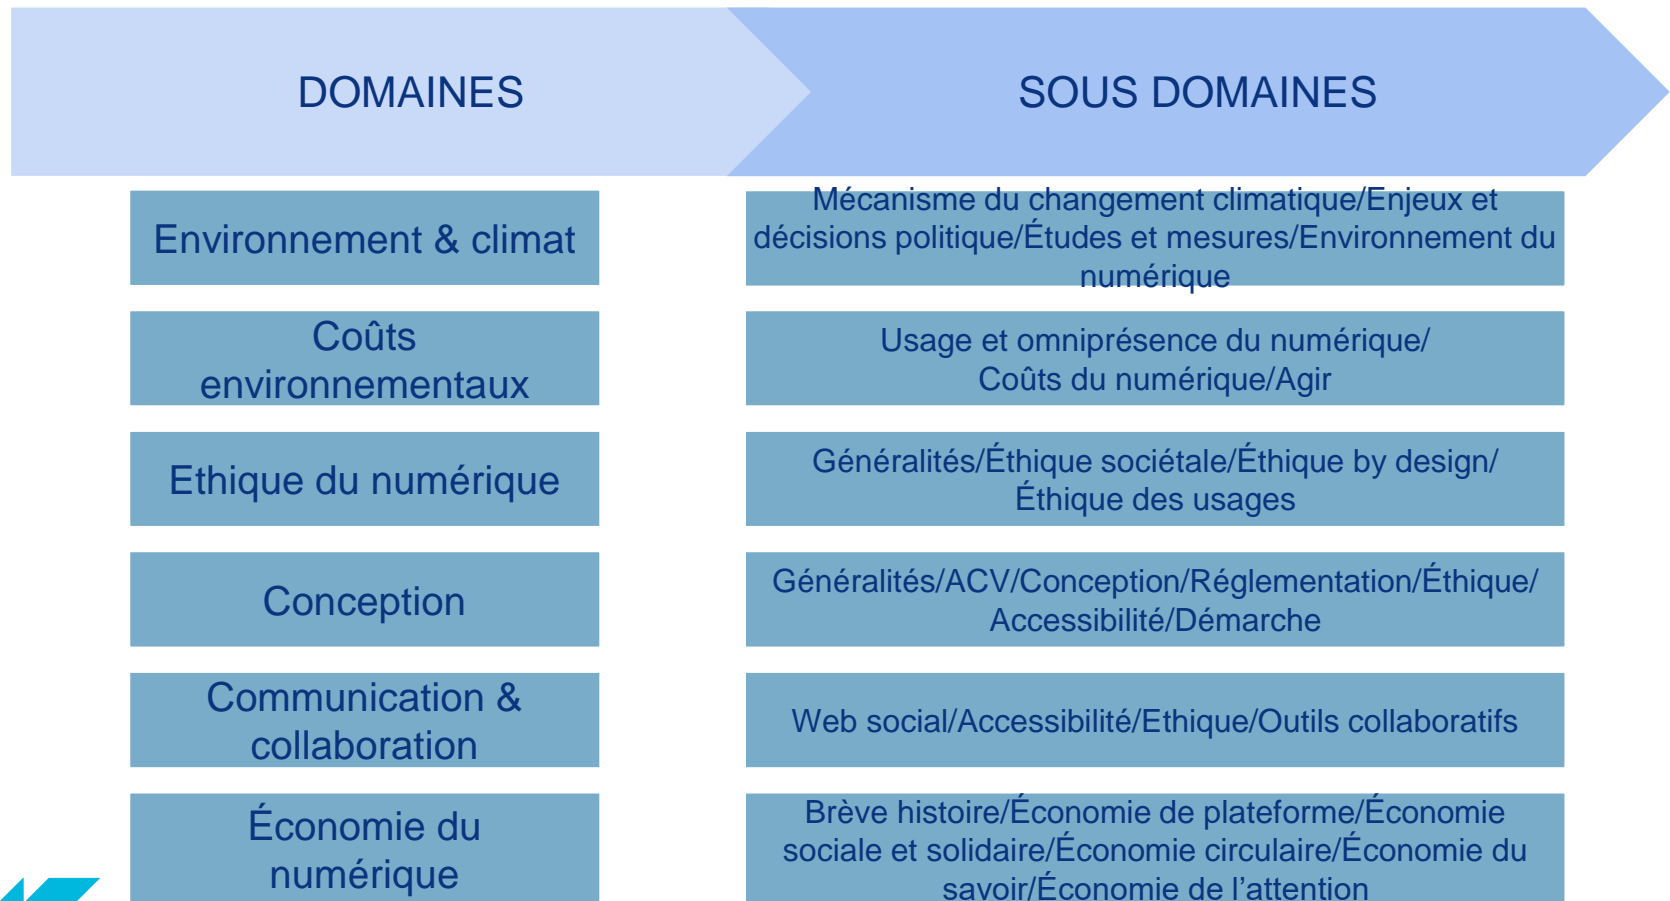 DOMAINES
SOUS DOMAINES
Environnement & climat
Mécanisme du changement climatique/Enjeux et
décisions politique/Études et mesures/Environnement du
numérique
Coûts
environnementaux
Usage et omniprésence du numérique/
Coûts du numérique/Agir
Ethique du numérique
Généralités/Éthique sociétale/Éthique by design/
Éthique des usages
Conception
Généralités/ACV/Conception/Réglementation/Éthique/
Accessibilité/Démarche
Communication &
collaboration
Web social/Accessibilité/Ethique/Outils collaboratifs
Économie du
numérique
Brève histoire/Économie de plateforme/Économie
sociale et solidaire/Économie circulaire/Économie du
savoir/Économie de l’attention